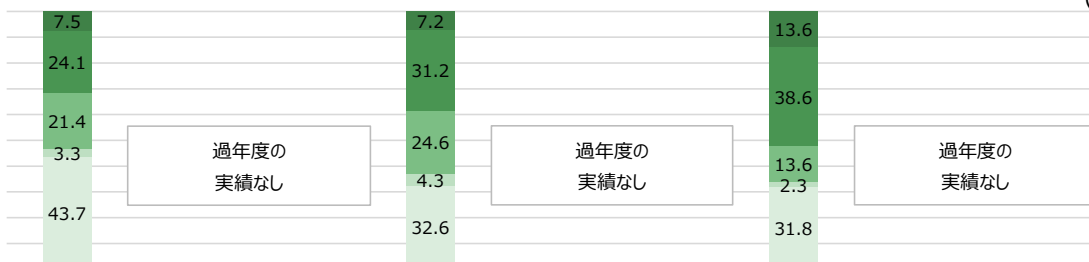 7.5
24.1
21.4
3.3
43.7
過年度の
実績なし
7.2
31.2
24.6
4.3
32.6
過年度の
実績なし
13.6
38.6
13.6
2.3
31.8
過年度の
実績なし